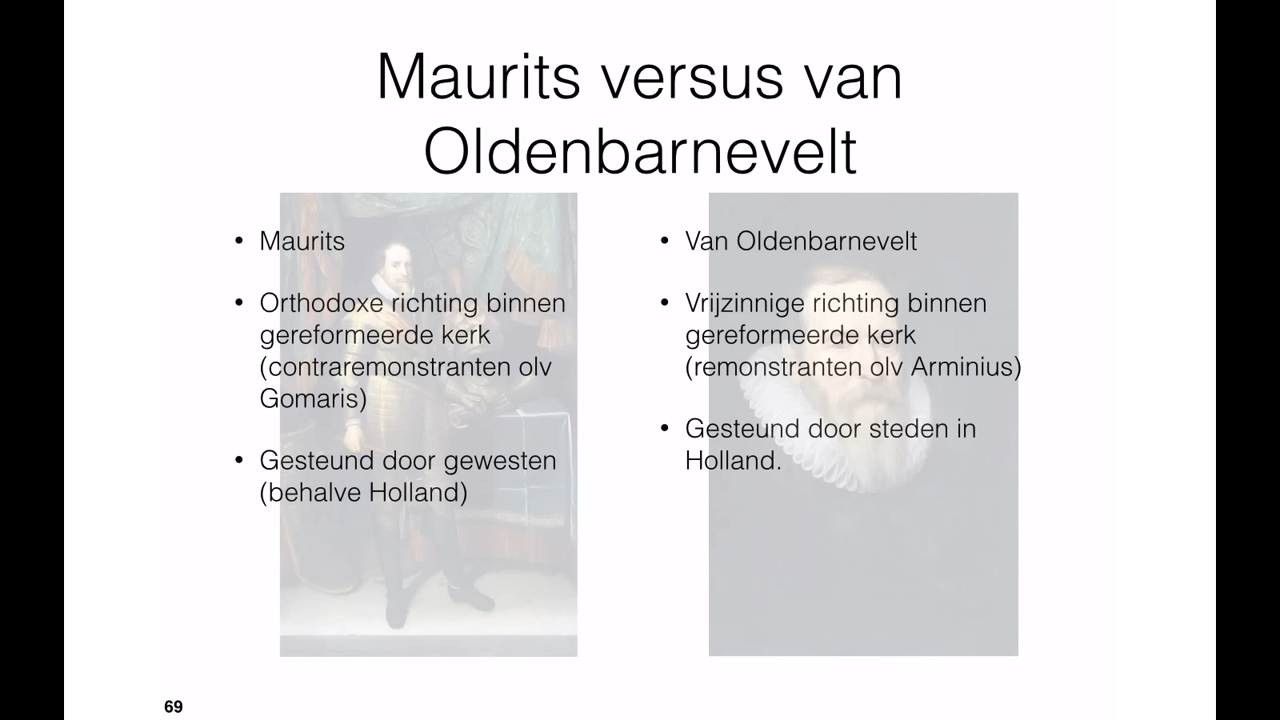 Maurits versus van
Oldenbarnevelt
• Maurits
• Orthodoxe richting binnen
gereformeerde kerk
(contraremonstranten olv
Gomaris)
• Gesteund door gewesten
(behalve Holland)
• Van Oldenbarnevelt
• Vrijzinnige richting binnen
gereformeerde kerk
(remonstranten olv Arminius)
• Gesteund door steden in
Holland.
69